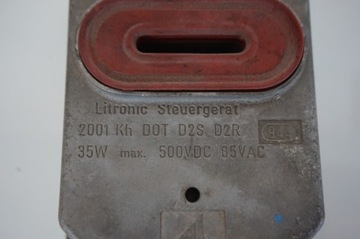 Litronic Steuergerät
2001 Kh DOT D2S, D2R
35W max. 500VDC 85VAC